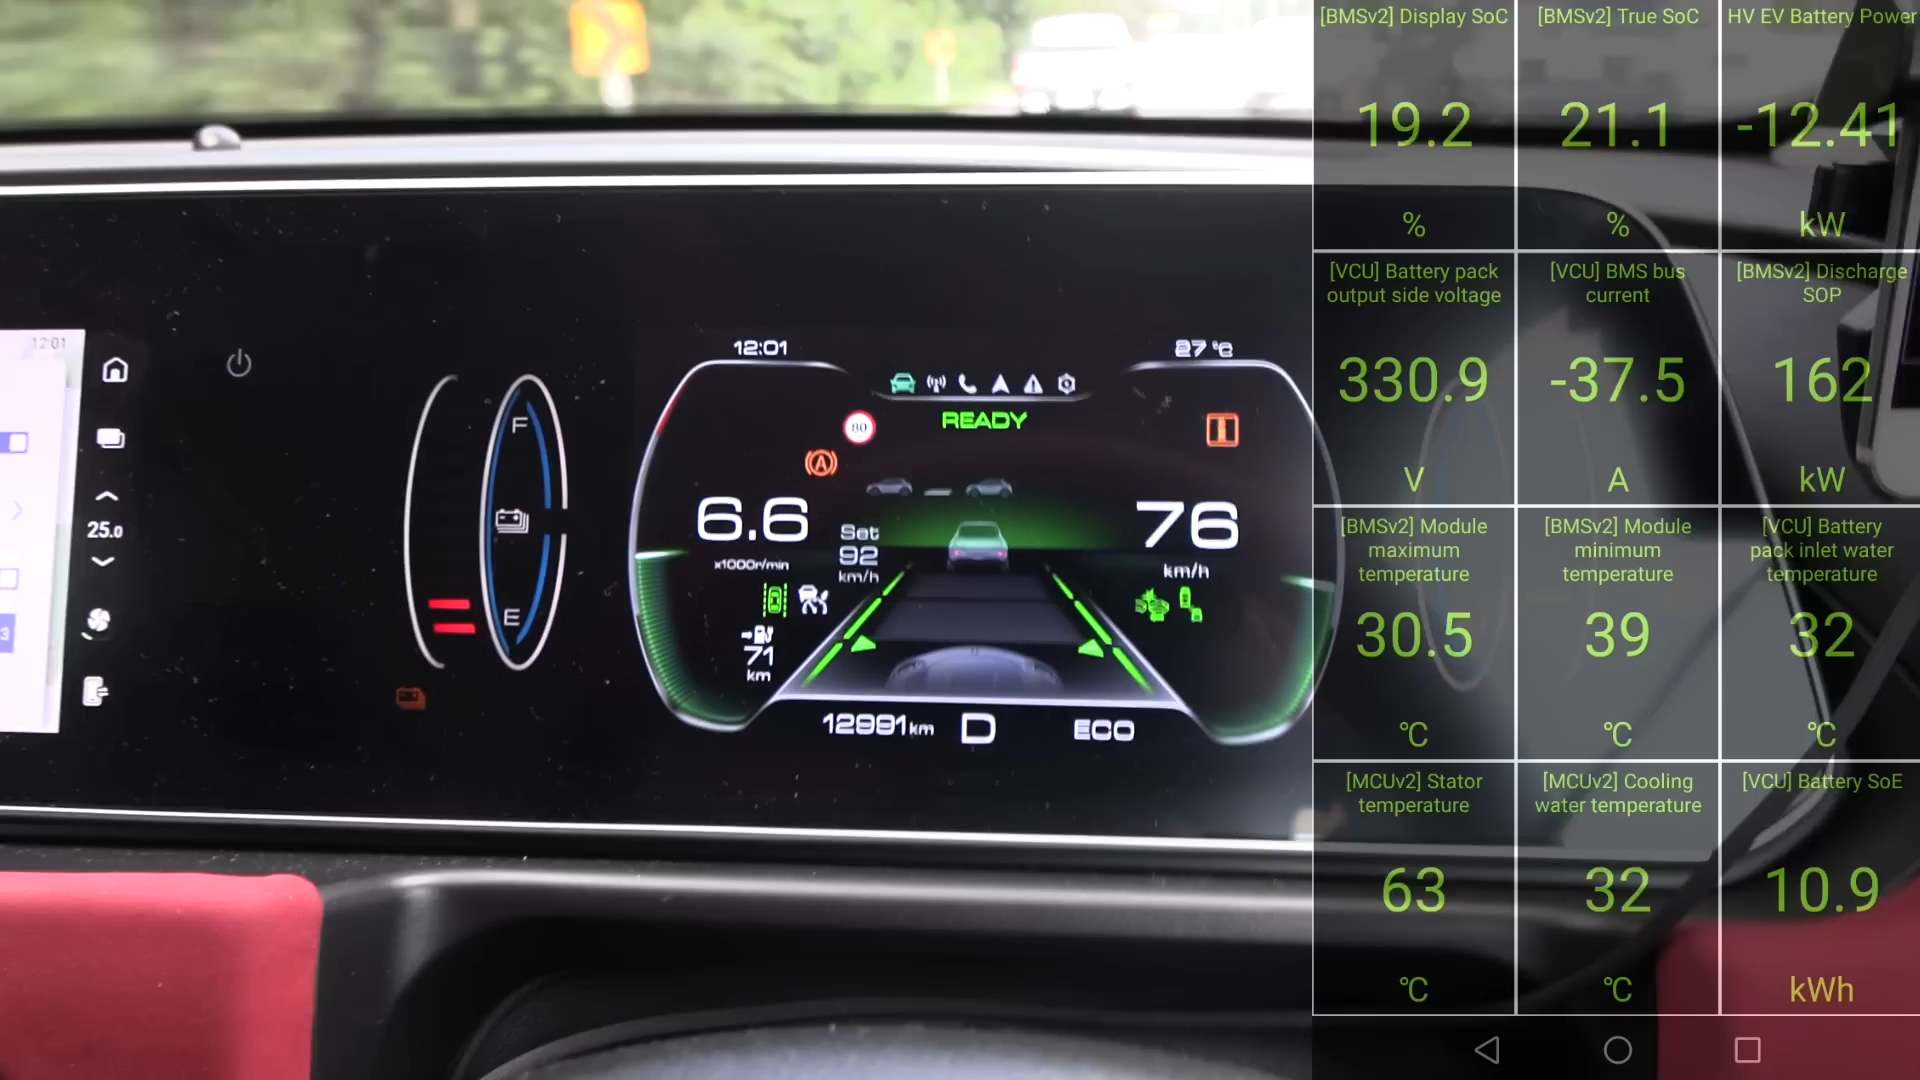 12:01
25.0
3
F
E
12:01
27 °C
READY
80
A
6.6
x1000r/min
Set
92
km/h
76
km/h
71
km
12991 km
D
ECO
[BMSv2] Display SoC
19.2
%
[BMSv2] True SoC
21.1
%
HV EV Battery Power
-12.41
kW
[VCU] Battery pack
output side voltage
330.9
V
[VCU] BMS bus
current
-37.5
A
[BMSv2] Discharge
SOP
162
kW
[BMSv2] Module
maximum
temperature
30.5
℃
[BMSv2] Module
minimum
temperature
39
℃
[VCU] Battery
pack inlet water
temperature
32
℃
[MCUv2] Stator
temperature
63
℃
[MCUv2] Cooling
water temperature
32
℃
[VCU] Battery SoE
10.9
kWh